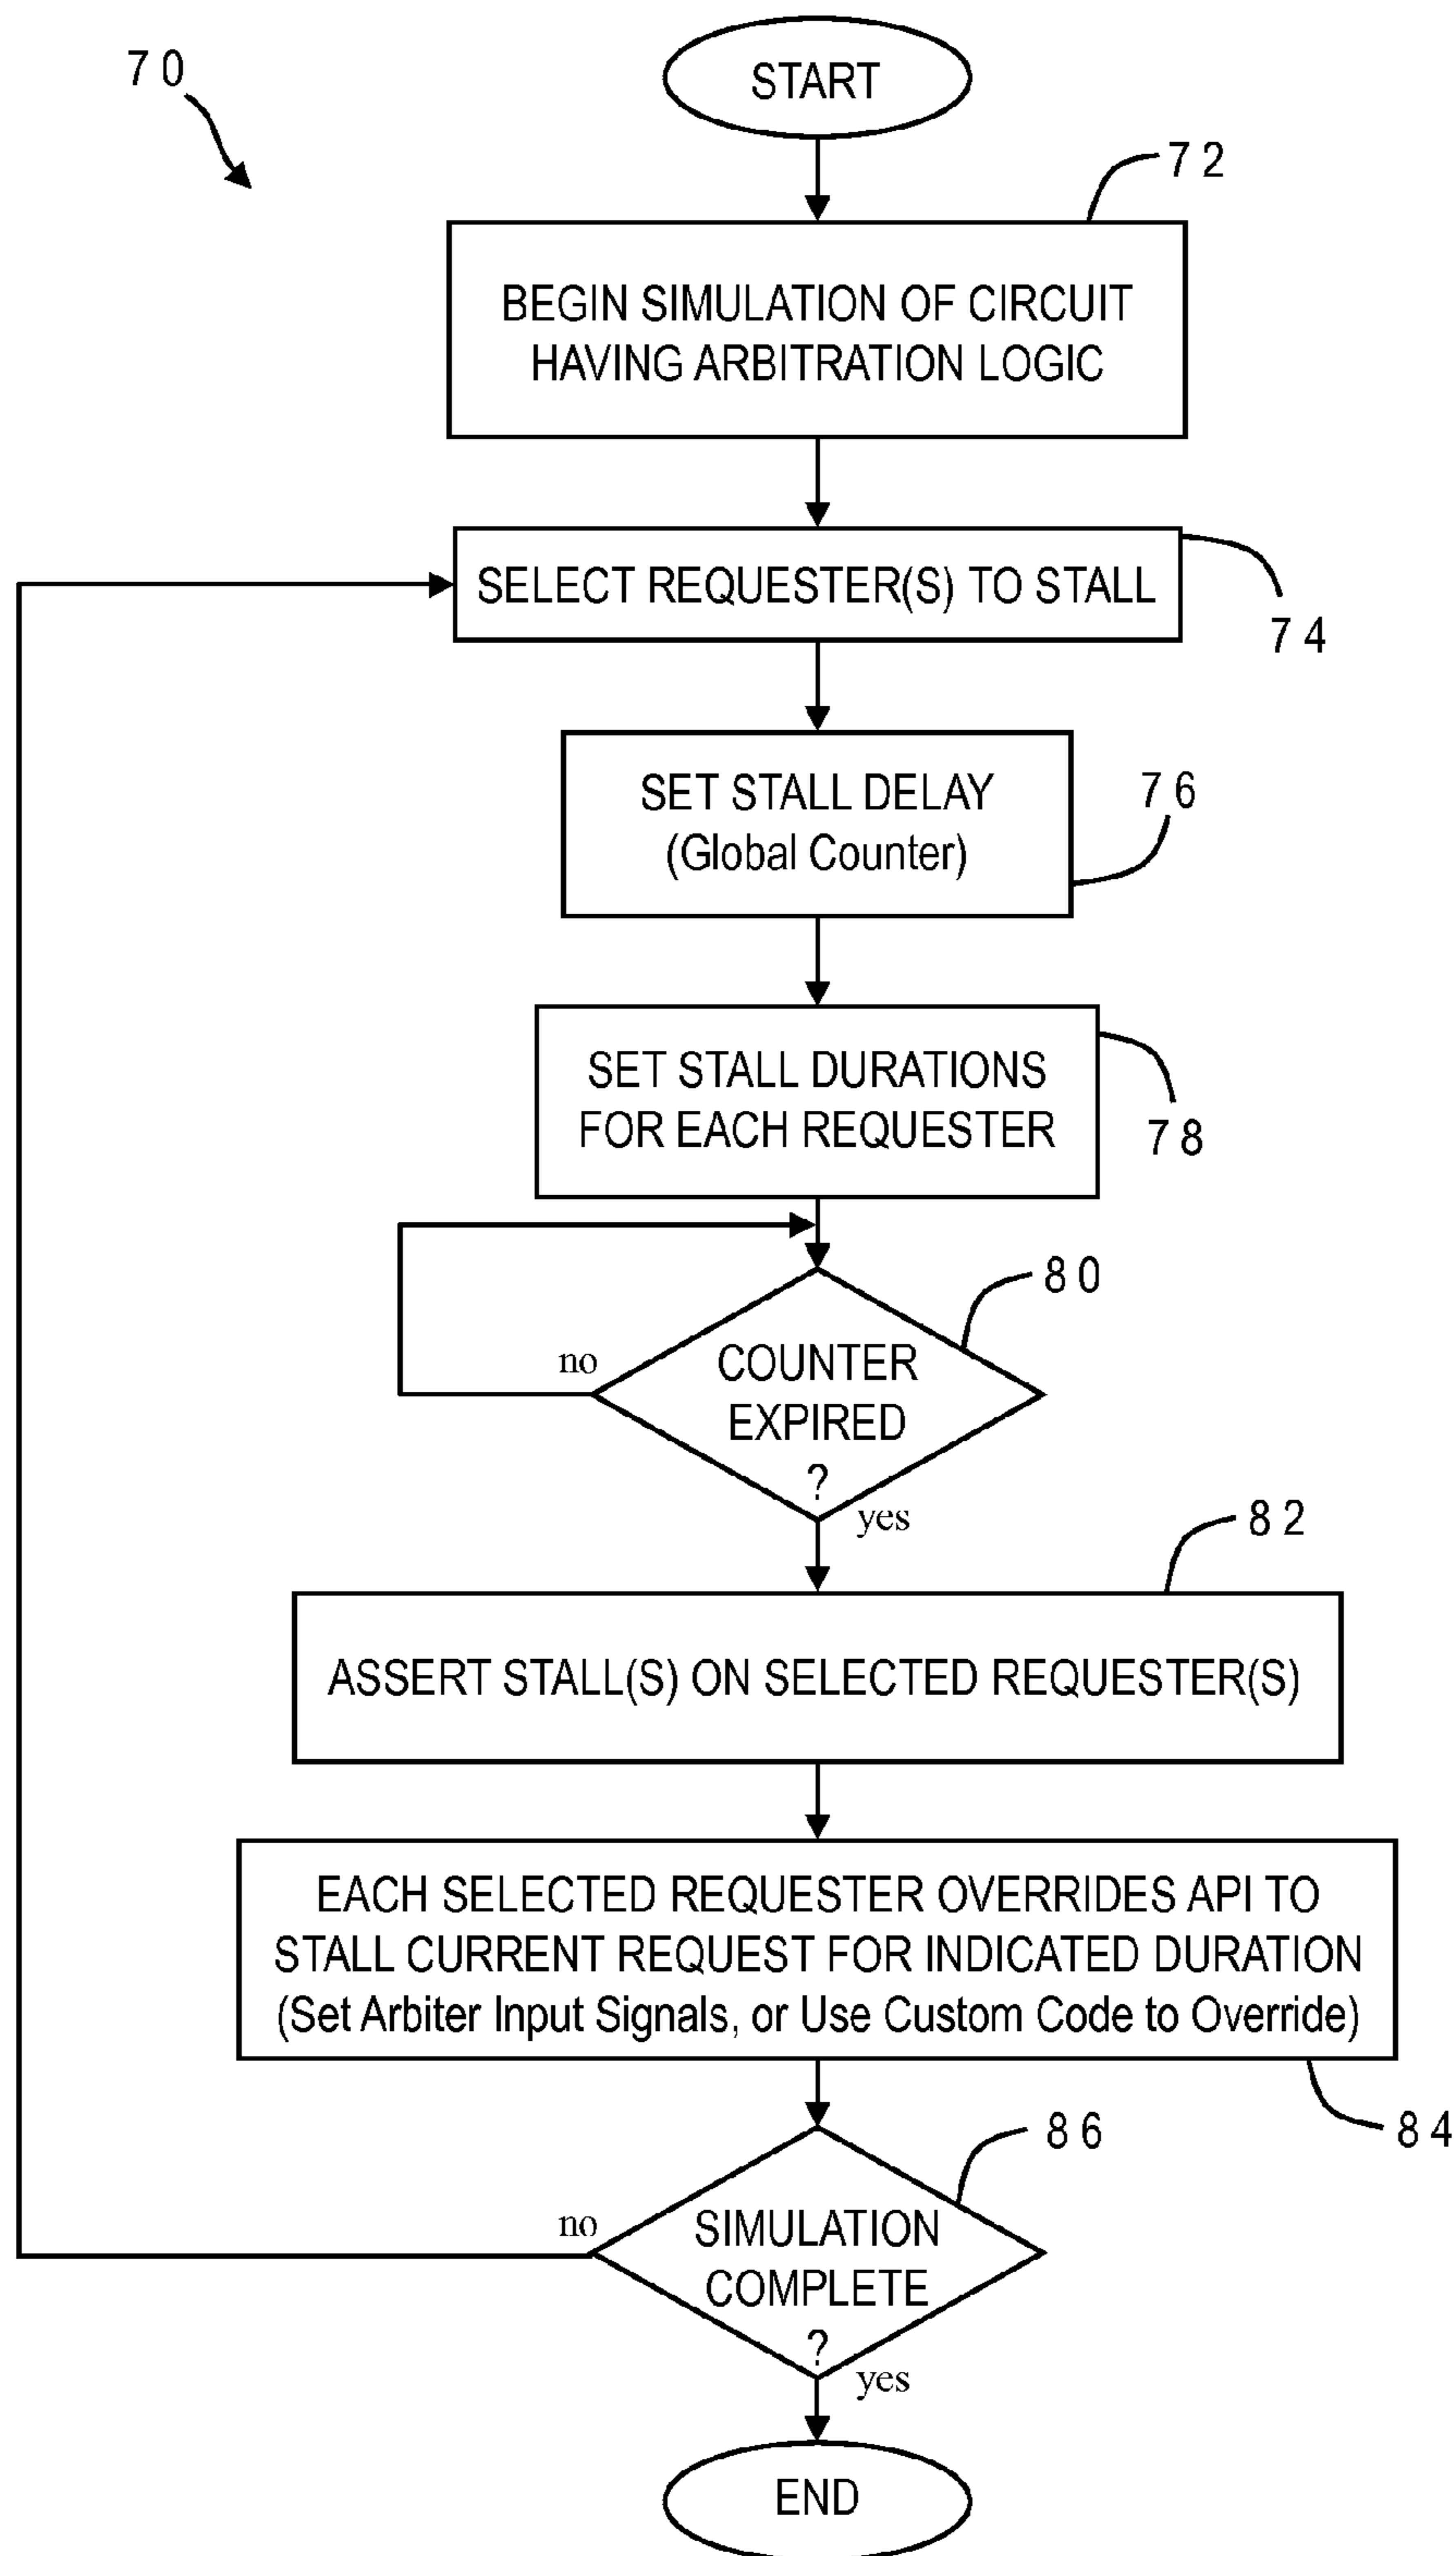 70
START
72
BEGIN SIMULATION OF CIRCUIT
HAVING ARBITRATION LOGIC
SELECT REQUESTER(S) TO STALL
74
SET STALL DELAY
(Global Counter)
76
SET STALL DURATIONS
FOR EACH REQUESTER
78
80
COUNTER
EXPIRED
?
no
yes
82
ASSERT STALL(S) ON SELECTED REQUESTER(S)
EACH SELECTED REQUESTER OVERRIDES API TO
STALL CURRENT REQUEST FOR INDICATED DURATION
(Set Arbiter Input Signals, or Use Custom Code to Override)
84
86
no
SIMULATION
COMPLETE
?
yes
END